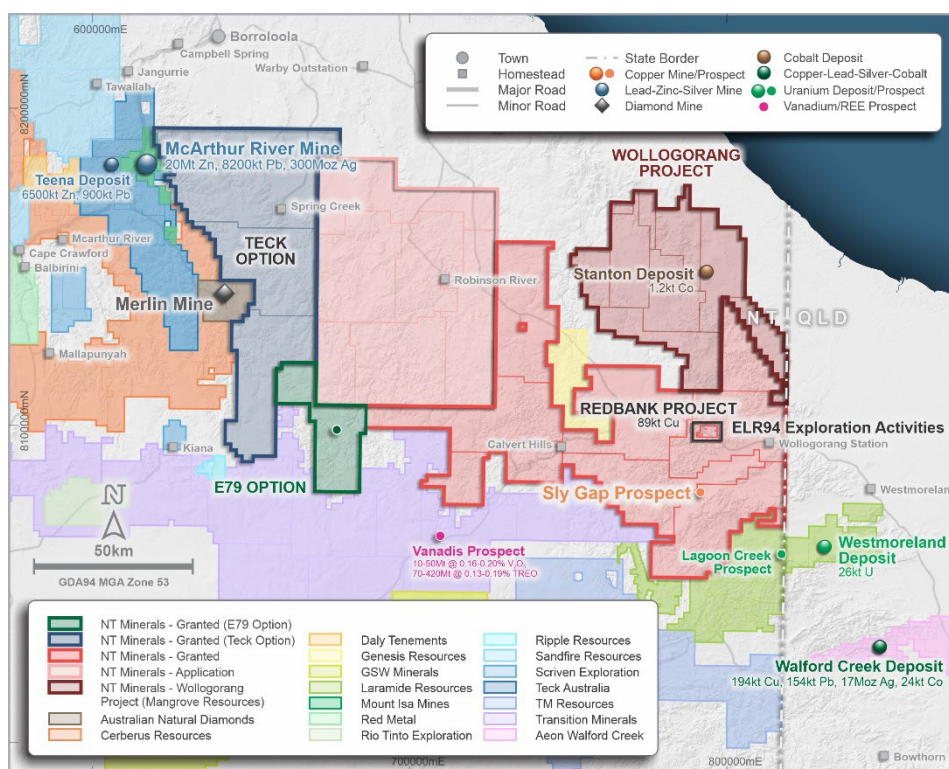 600000mE
Borroloola
Campbell Spring
Jangurrie
Warby Outstation
Tawallah
8200000mN
Town
Homestead
Major Road
Minor Road
State Border
Copper Mine/Prospect
Lead-Zinc-Silver Mine
Diamond Mine
Cobalt Deposit
Copper-Lead-Silver-Cobalt
Uranium Deposit/Prospect
Vanadium/REE Prospect
McArthur River Mine
20Mt Zn, 8200kt Pb, 300Moz Ag
Teena Deposit
6500kt Zn, 900kt Pb
WOLLOGORANG
PROJECT
Spring Creek
Mcarthur River
Cape Crawford
Balbirini
TECK
OPTION
Robinson River
Stanton Deposit
1.2kt Co
Merlin Mine
NT QLD
Mallapunyah
8100000mN
REDBANK PROJECT
89kt Cu
ELR94 Exploration Activities
Wollogorang Station
Kiana
Calvert Hills
E79 OPTION
Sly Gap Prospect
Westmoreland
N
50km
GDA94 MGA Zone 53
Vanadis Prospect
10-50Mt @ 0.16-0.20% V₂O₅
70-420Mt @ 0.13-0.19% TREO
Lagoon Creek
Prospect
Westmoreland
Deposit
26kt U
NT Minerals - Granted (E79 Option)
NT Minerals - Granted (Teck Option)
NT Minerals - Granted
NT Minerals - Application
NT Minerals - Wollogorang
Project (Mangrove Resources)
Australian Natural Diamonds
Cerberus Resources
Daly Tenements
Genesis Resources
GSW Minerals
Laramide Resources
Mount Isa Mines
Red Metal
Rio Tinto Exploration
Ripple Resources
Sandfire Resources
Scriven Exploration
Teck Australia
TM Resources
Transition Minerals
Aeon Walford Creek
Walford Creek Deposit
194kt Cu, 154kt Pb, 17Moz Ag, 24kt Co
Bowthorn
700000mE
800000mE